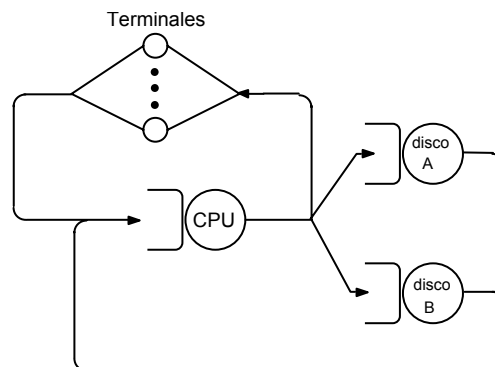 Terminales
CPU
disco
A
disco
B